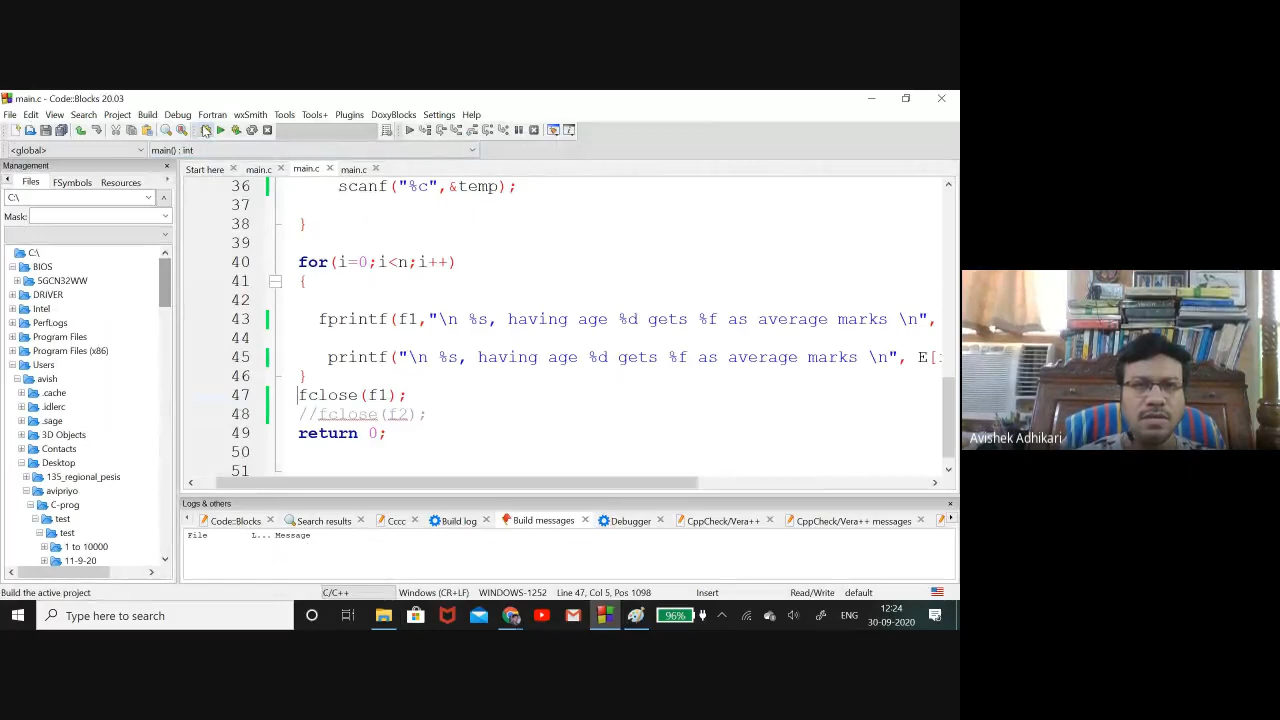 main.c - Code::Blocks 20.03
File Edit View Search Project Build Debug Fortran wxSmith Tools Tools+ Plugins DoxyBlocks Settings Help
<global> main() : int
Management
Files FSymbols Resources
C:\
Mask:
C:\
BIOS
5GCN32WW
DRIVER
Intel
PerfLogs
Program Files
Program Files (x86)
Users
avish
.cache
.idlerc
.sage
3D Objects
Contacts
Desktop
135_regional_pesis
avipriyo
C-prog
test
test
1 to 10000
11-9-20
Start here main.c main.c main.c
36 scanf("%c",&temp);
37
38 }
39
40 for(i=0;i<n;i++)
41 {
42
43 fprintf(f1,"\n %s, having age %d gets %f as average marks \n",
44
45 printf("\n %s, having age %d gets %f as average marks \n", E[i
46 }
47 fclose(f1);
48 //fclose(f2);
49 return 0;
50
51
Logs & others
Code::Blocks Search results Cccc Build log Build messages Debugger CppCheck/Vera++ CppCheck/Vera++ messages
File L... Message
Build the active project C/C++ Windows (CR+LF) WINDOWS-1252 Line 47, Col 5, Pos 1098 Insert Read/Write default
Type here to search 96% ENG 12:24
30-09-2020
Avishek Adhikari